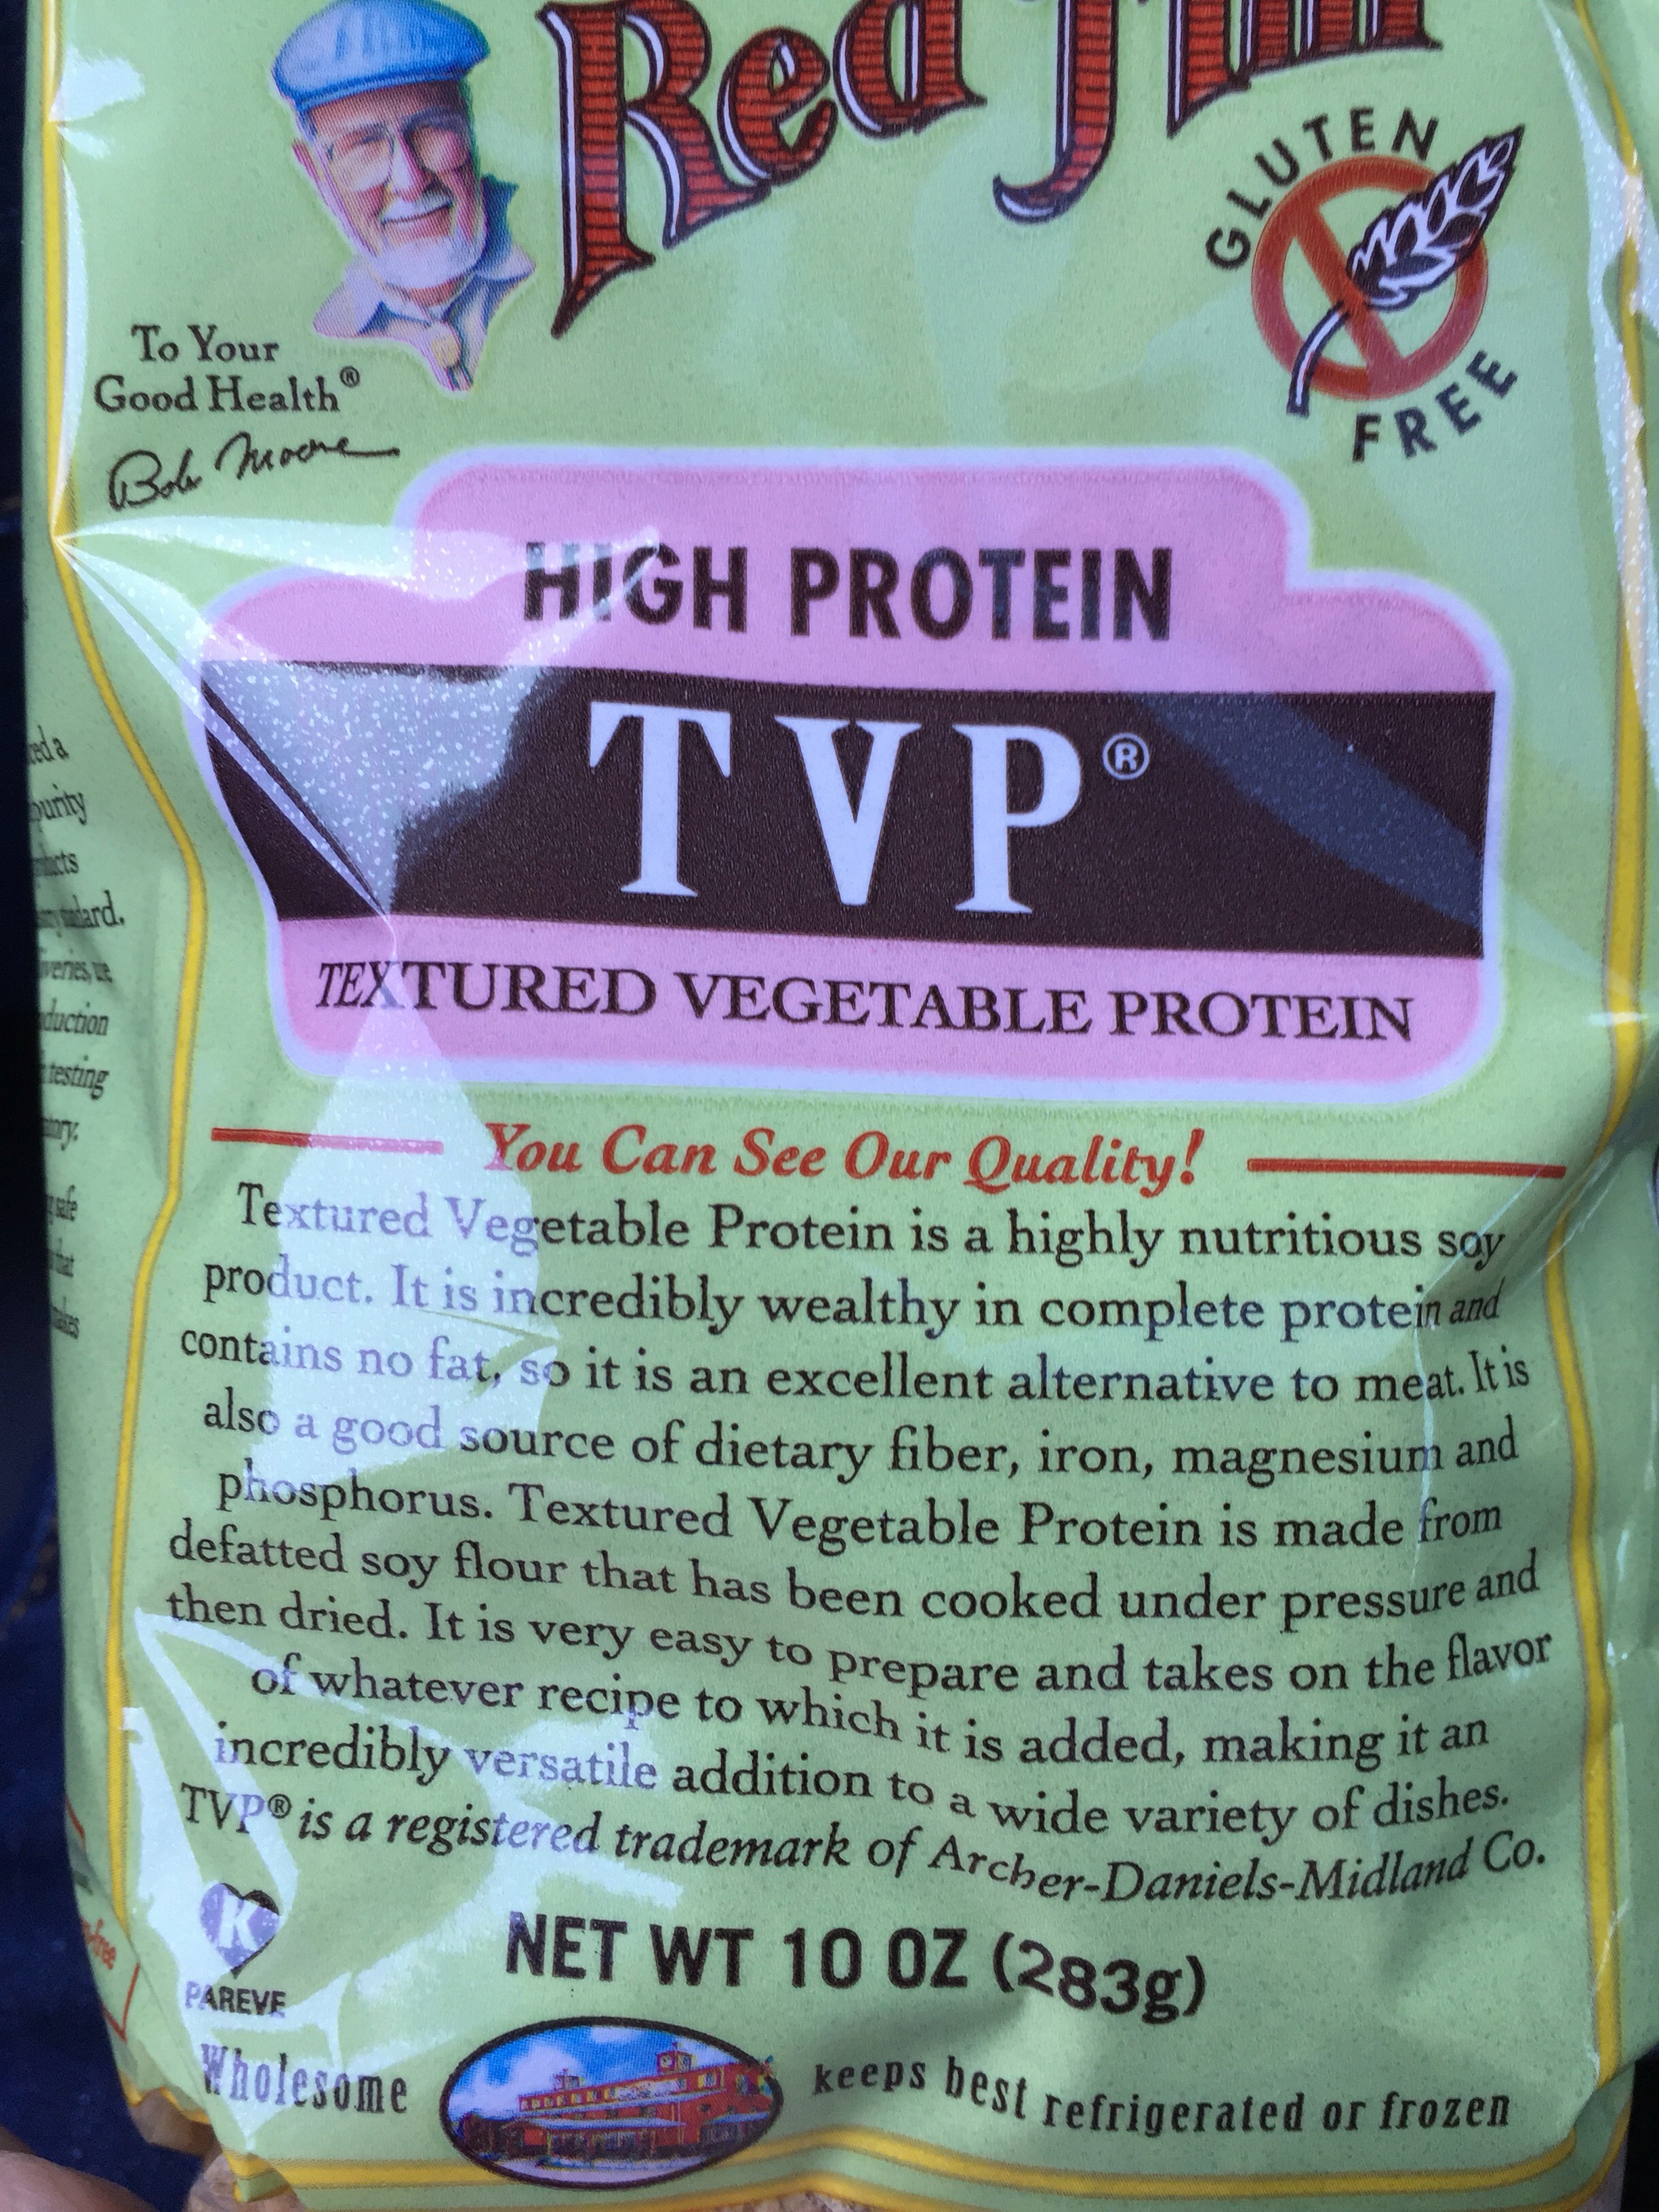 Red Mill
GLUTEN
FREE
To Your
Good Health®
Bob Moore
HIGH PROTEIN
TVP®
TEXTURED VEGETABLE PROTEIN
You Can See Our Quality!
Textured Vegetable Protein is a highly nutritious soy
product. It is incredibly wealthy in complete protein and
contains no fat, so it is an excellent alternative to meat. It is
also a good source of dietary fiber, iron, magnesium and
phosphorus. Textured Vegetable Protein is made from
defatted soy flour that has been cooked under pressure and
then dried. It is very easy to prepare and takes on the flavor
of whatever recipe to which it is added, making it an
incredibly versatile addition to a wide variety of dishes.
TVP® is a registered trademark of Archer-Daniels-Midland Co.
K
PAREVE
NET WT 10 OZ (283g)
Wholesome
keeps best refrigerated or frozen
purity
testing
safe
that